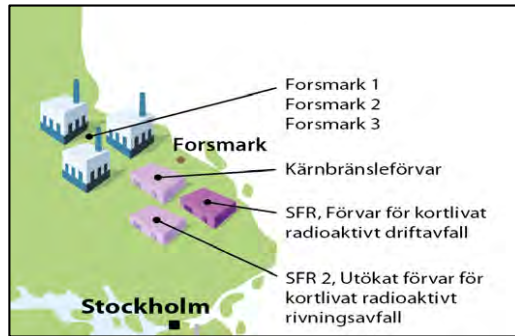 Forsmark 1
Forsmark 2
Forsmark 3
Forsmark
Kärnbränsleförvar
SFR, Förvar för kortlivat
radioaktivt driftavfall
SFR 2, Utökat förvar för
kortlivat radioaktivt
rivningsavfall
Stockholm